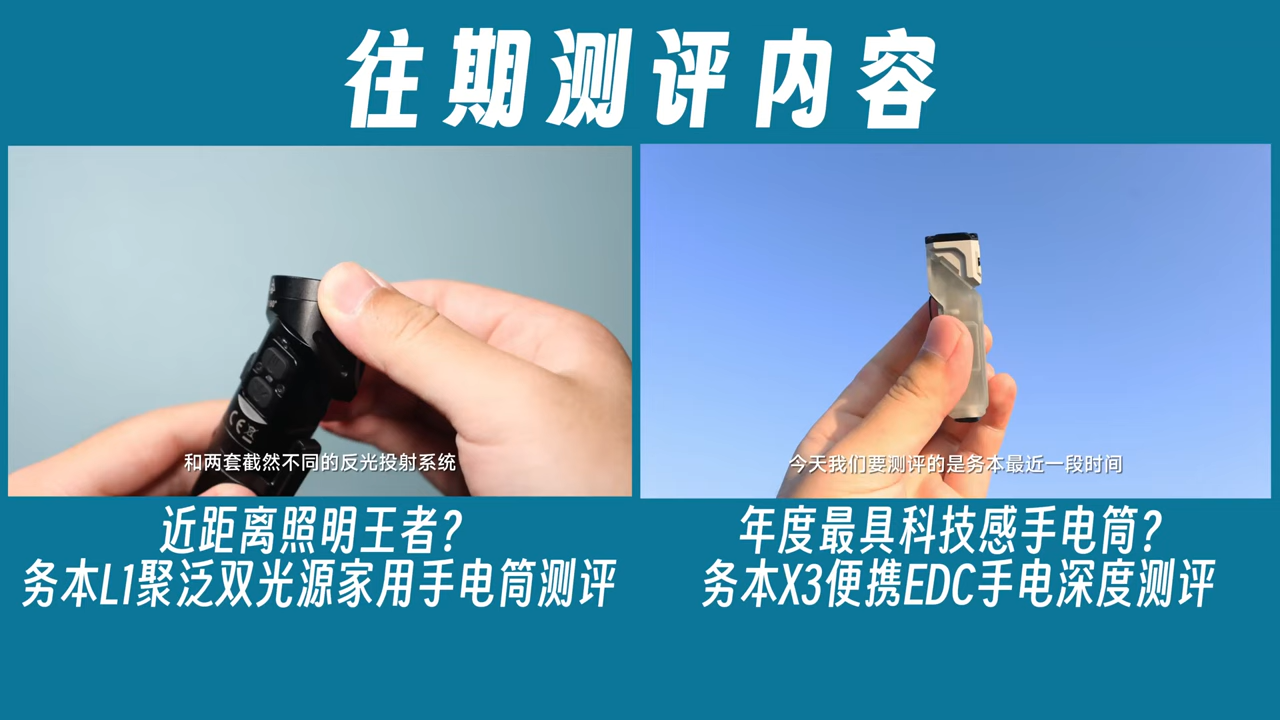 往期测评内容
和两套截然不同的反光投射系统
今天我们要测评的是务本最近一段时间
近距离照明王者?
务本L1聚泛双光源家用手电筒测评
年度最具科技感手电筒?
务本X3便携EDC手电深度测评